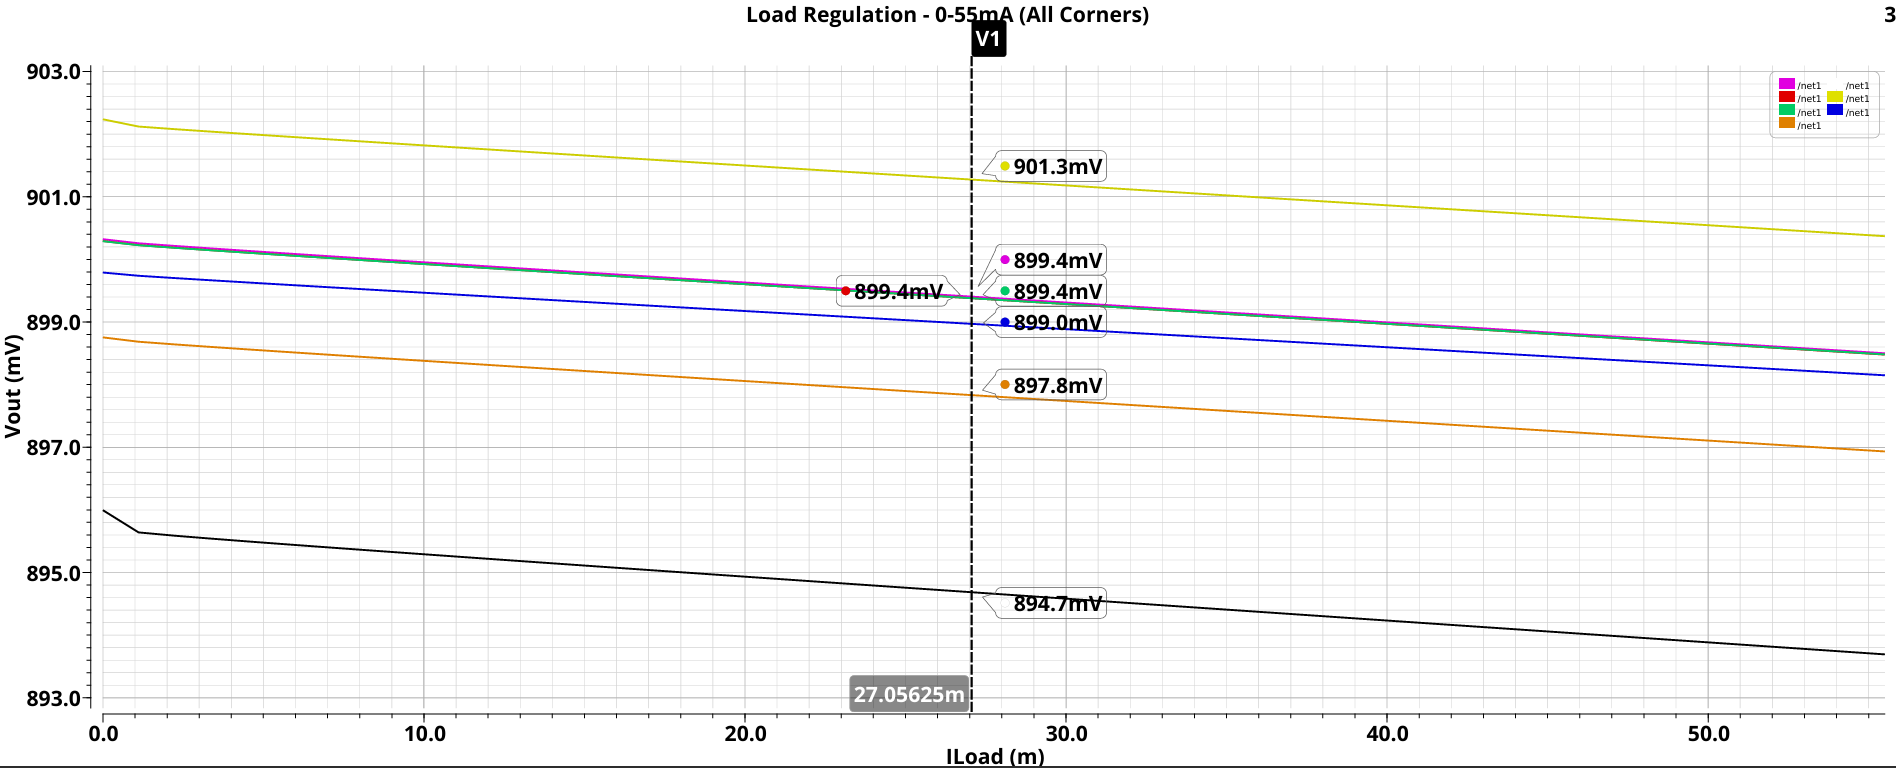 Load Regulation - 0-55mA (All Corners)
3
V1
903.0
901.0
899.0
897.0
895.0
893.0
Vout (mV)
/net1 /net1
/net1 /net1
/net1 /net1
/net1
901.3mV
899.4mV
899.4mV
899.4mV
899.0mV
897.8mV
894.7mV
27.05625m
0.0 10.0 20.0 30.0 40.0 50.0
ILoad (m)